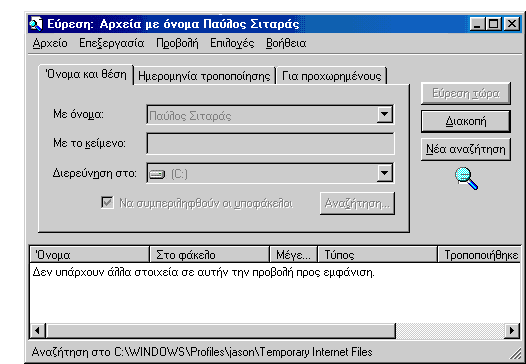 Εύρεση: Αρχεία με όνομα Παύλος Σιταράς
Αρχείο Επεξεργασία Προβολή Επιλογές Βοήθεια
Όνομα και θέση Ημερομηνία τροποποίησης Για προχωρημένους
Εύρεση τώρα
Με όνομα: Παύλος Σιταράς
Διακοπή
Με το κείμενο:
Νέα αναζήτηση
Διερεύνηση στο: (C:)
Να συμπεριληφθούν οι υποφάκελοι Αναζήτηση...
Όνομα Στο φάκελο Μέγε... Τύπος Τροποποιήθηκε
Δεν υπάρχουν άλλα στοιχεία σε αυτήν την προβολή προς εμφάνιση.
Αναζήτηση στο C:\WINDOWS\Profiles\jason\Temporary Internet Files